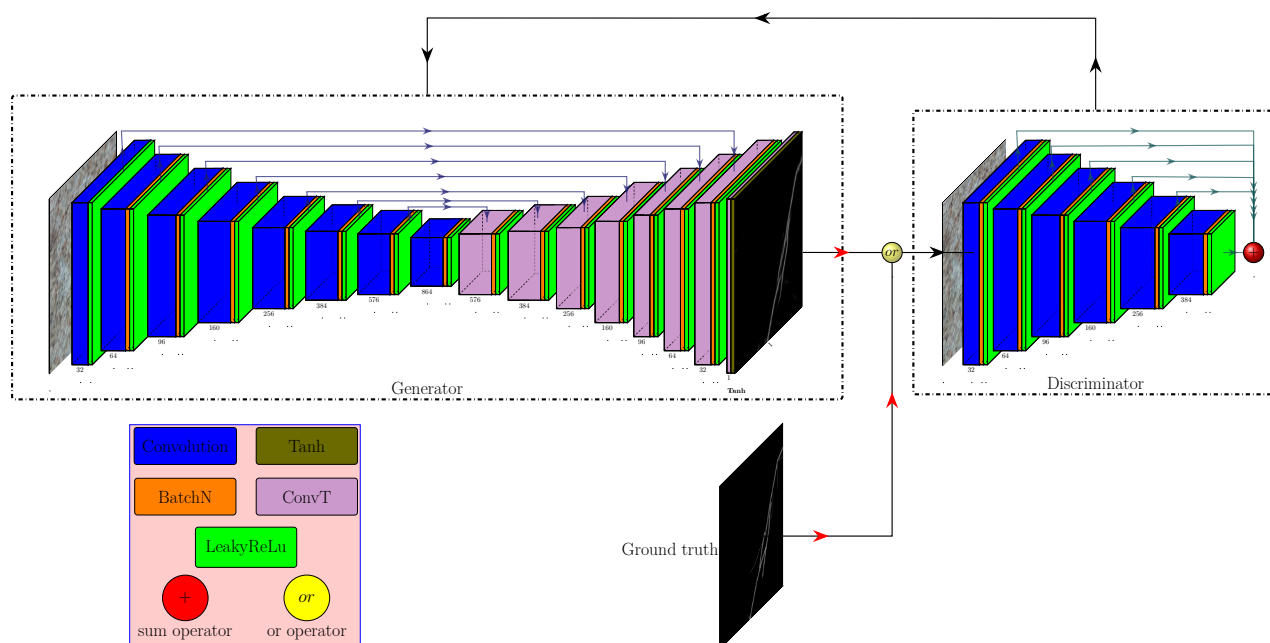 or
32
64
96
160
256
384
576
864
576
384
256
160
96
64
32
1
Tanh
Generator
32
64
96
160
256
384
Discriminator
+
Convolution
Tanh
BatchN
ConvT
LeakyReLu
+
or
sum operator
or operator
Ground truth